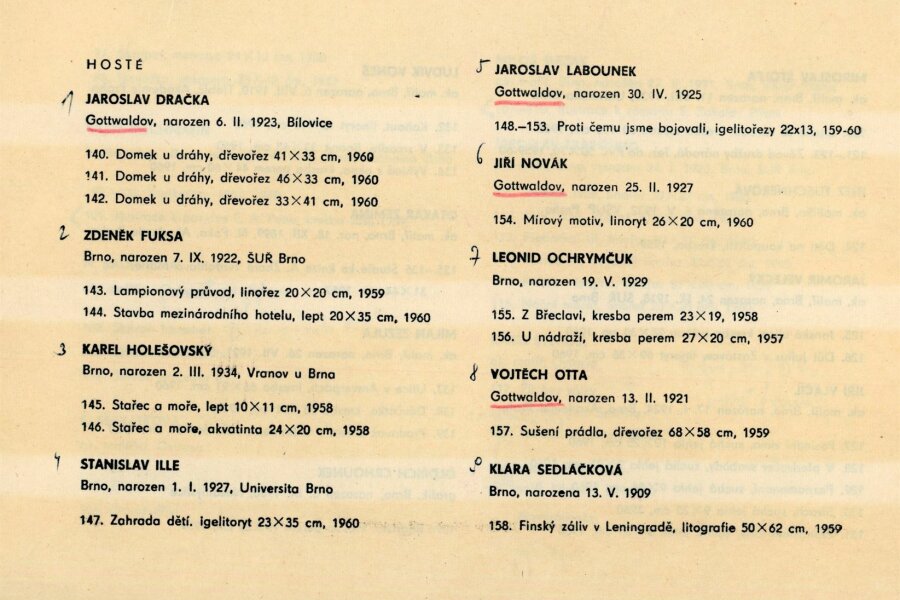 HOSTÉ
1
JAROSLAV DRAČKA
Gottwaldov, narozen 6. II. 1923, Bílovice
140. Domek u dráhy, dřevořez 41×33 cm, 1960
141. Domek u dráhy, dřevořez 46×33 cm, 1960
142. Domek u dráhy, dřevořez 33×41 cm, 1960
2
ZDENĚK FUKSA
Brno, narozen 7. IX. 1922, ŠUŘ Brno
143. Lampionový průvod, linořez 20×20 cm, 1959
144. Stavba mezinárodního hotelu, lept 20×35 cm, 1960
3
KAREL HOLEŠOVSKÝ
Brno, narozen 2. III. 1934, Vranov u Brna
145. Stařec a moře, lept 10×11 cm, 1958
146. Stařec a moře, akvatinta 24×20 cm, 1958
4
STANISLAV ILLE
Brno, narozen 1. I. 1927, Universita Brno
147. Zahrada dětí. igelitoryt 23×35 cm, 1960
5
JAROSLAV LABOUNEK
Gottwaldov, narozen 30. IV. 1925
148.–153. Proti čemu jsme bojovali, igelitořezy 22x13, 159-60
6
JIŘÍ NOVÁK
Gottwaldov, narozen 25. II. 1927
154. Mírový motiv, linoryt 26×20 cm, 1960
7
LEONID OCHRYMČUK
Brno, narozen 19. V. 1929
155. Z Břeclavi, kresba perem 23×19, 1958
156. U nádraží, kresba perem 27×20 cm, 1957
8
VOJTĚCH OTTA
Gottwaldov, narozen 13. II. 1921
157. Sušení prádla, dřevořez 68×58 cm, 1959
9
KLÁRA SEDLÁČKOVÁ
Brno, narozena 13. V. 1909
158. Finský záliv v Leningradě, litografie 50×62 cm, 1959